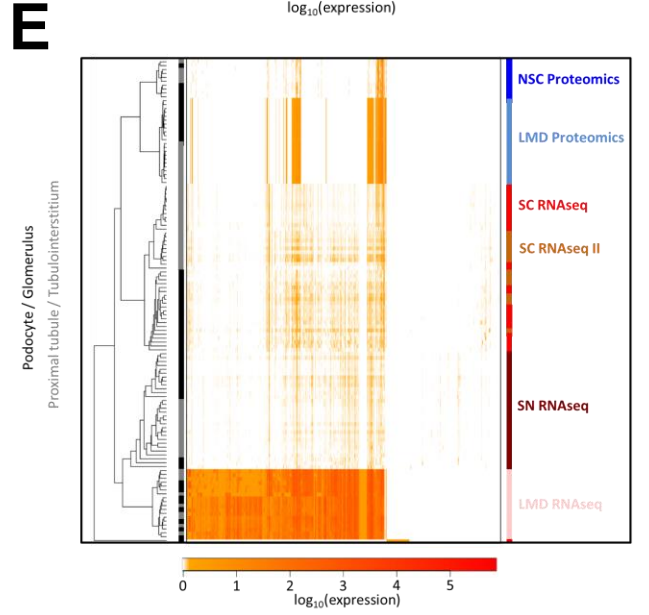 log10(expression)
E
NSC Proteomics
LMD Proteomics
SC RNAseq
SC RNAseq II
SN RNAseq
LMD RNAseq
Podocyte / Glomerulus
Proximal tubule / Tubulointerstitium
0 1 2 3 4 5
log10(expression)